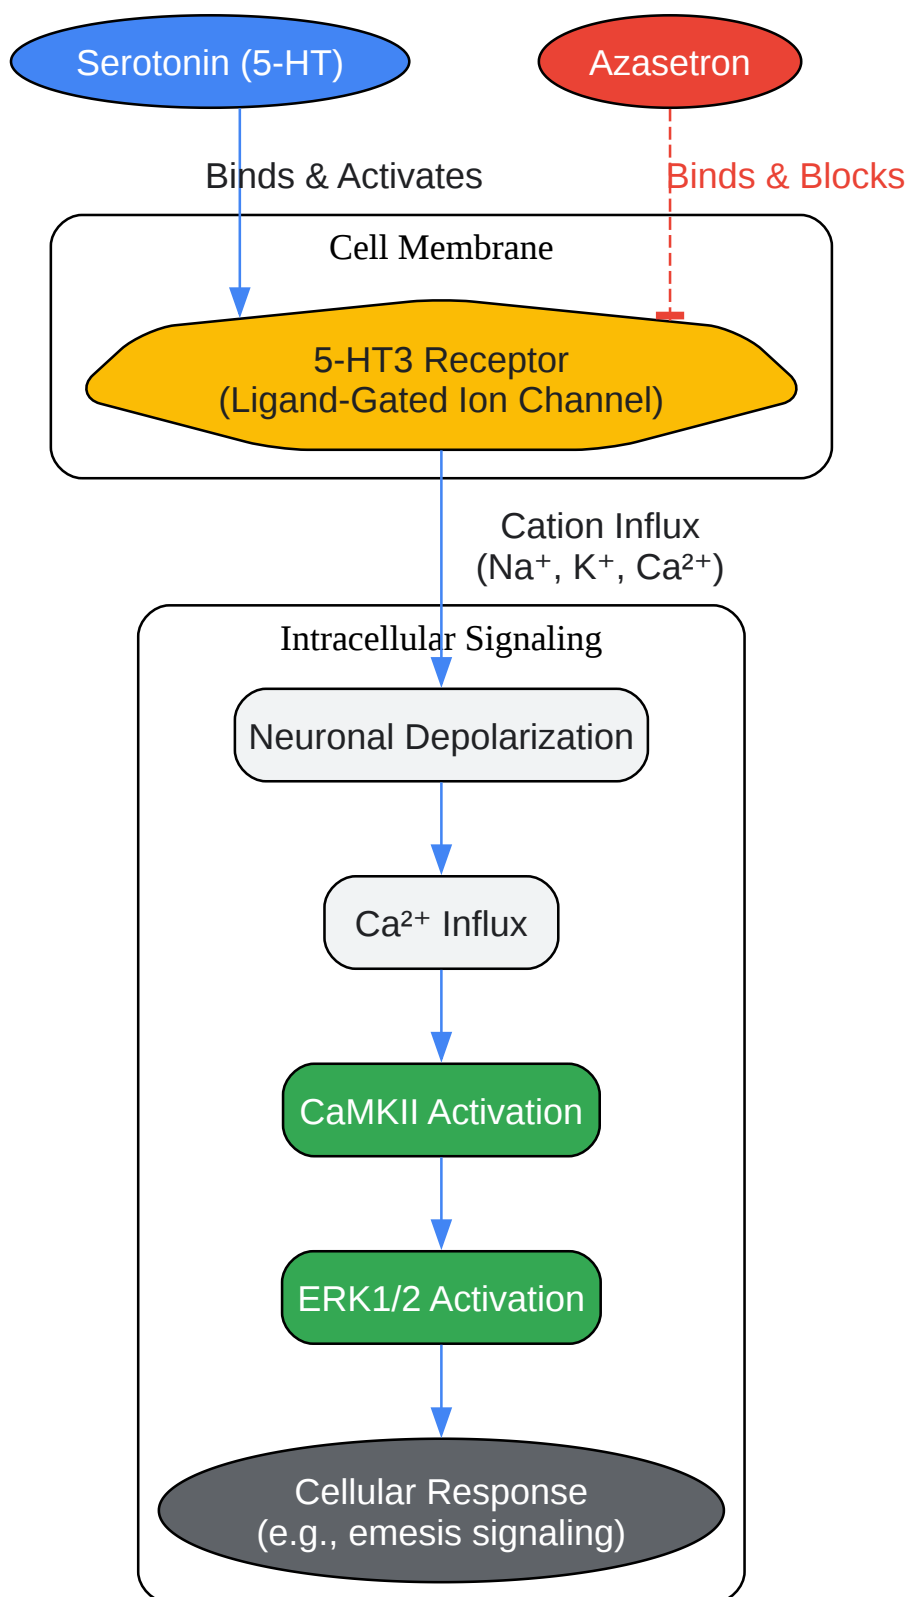 Serotonin (5-HT)
Azasetron
Binds & Activates
Binds & Blocks
Cell Membrane
5-HT3 Receptor
(Ligand-Gated Ion Channel)
Cation Influx
(Na⁺, K⁺, Ca²⁺)
Intracellular Signaling
Neuronal Depolarization
Ca²⁺ Influx
CaMKII Activation
ERK1/2 Activation
Cellular Response
(e.g., emesis signaling)